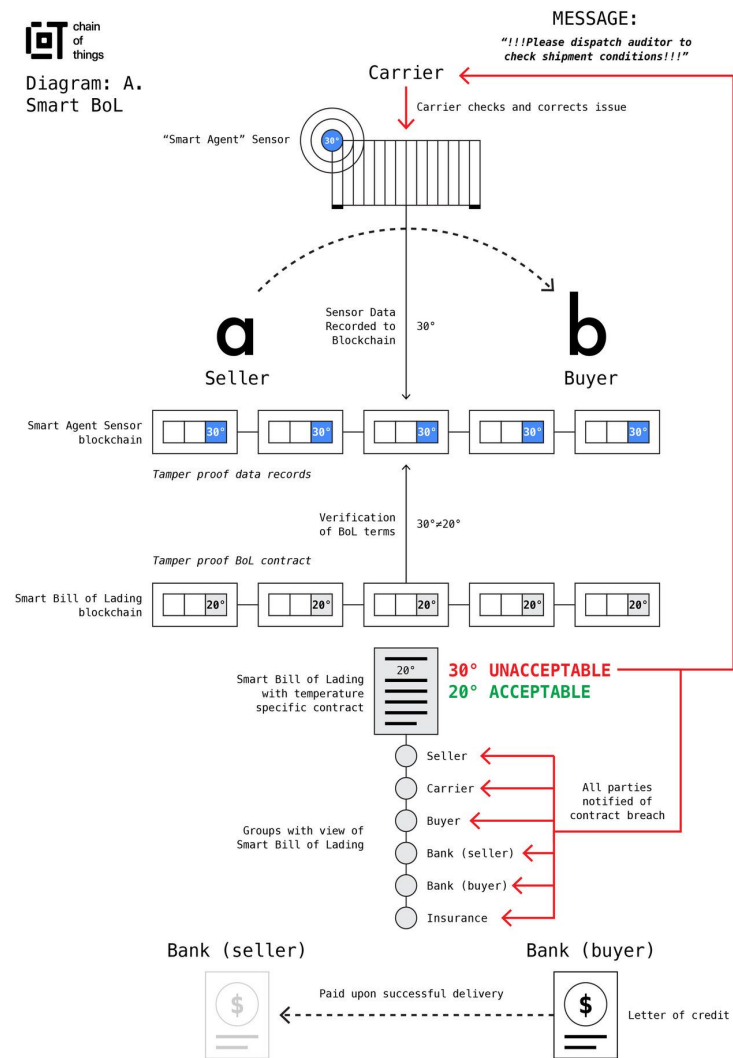 chain
of
things
MESSAGE:
“!!!Please dispatch auditor to
check shipment conditions!!!”
Diagram: A.
Smart BoL
Carrier
Carrier checks and corrects issue
“Smart Agent” Sensor
30°
Sensor Data
Recorded to
Blockchain
30°
a
b
Seller
Buyer
Smart Agent Sensor
blockchain
30°
30°
30°
30°
30°
Tamper proof data records
Verification
of BoL terms
30°≠20°
Tamper proof BoL contract
Smart Bill of Lading
blockchain
20°
20°
20°
20°
20°
20°
Smart Bill of Lading
with temperature
specific contract
30° UNACCEPTABLE
20° ACCEPTABLE
Seller
Carrier
Buyer
Bank (seller)
Bank (buyer)
Insurance
Groups with view of
Smart Bill of Lading
All parties
notified of
contract breach
Bank (seller)
Bank (buyer)
$
Paid upon successful delivery
$
Letter of credit